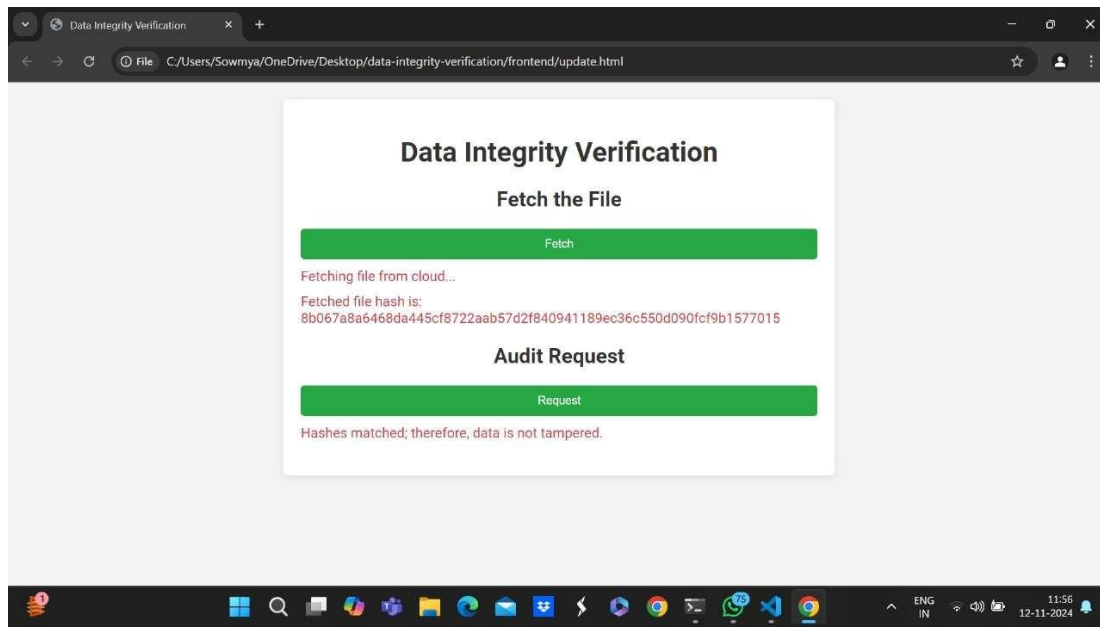 Data Integrity Verification
File C:/Users/Sowmya/OneDrive/Desktop/data-integrity-verification/frontend/update.html
Data Integrity Verification
Fetch the File
Fetch
Fetching file from cloud...
Fetched file hash is:
8b067a8a6468da445cf8722aab57d2f840941189ec36c550d090fcf9b1577015
Audit Request
Request
Hashes matched; therefore, data is not tampered.
1
75
ENG
IN
11:56
12-11-2024